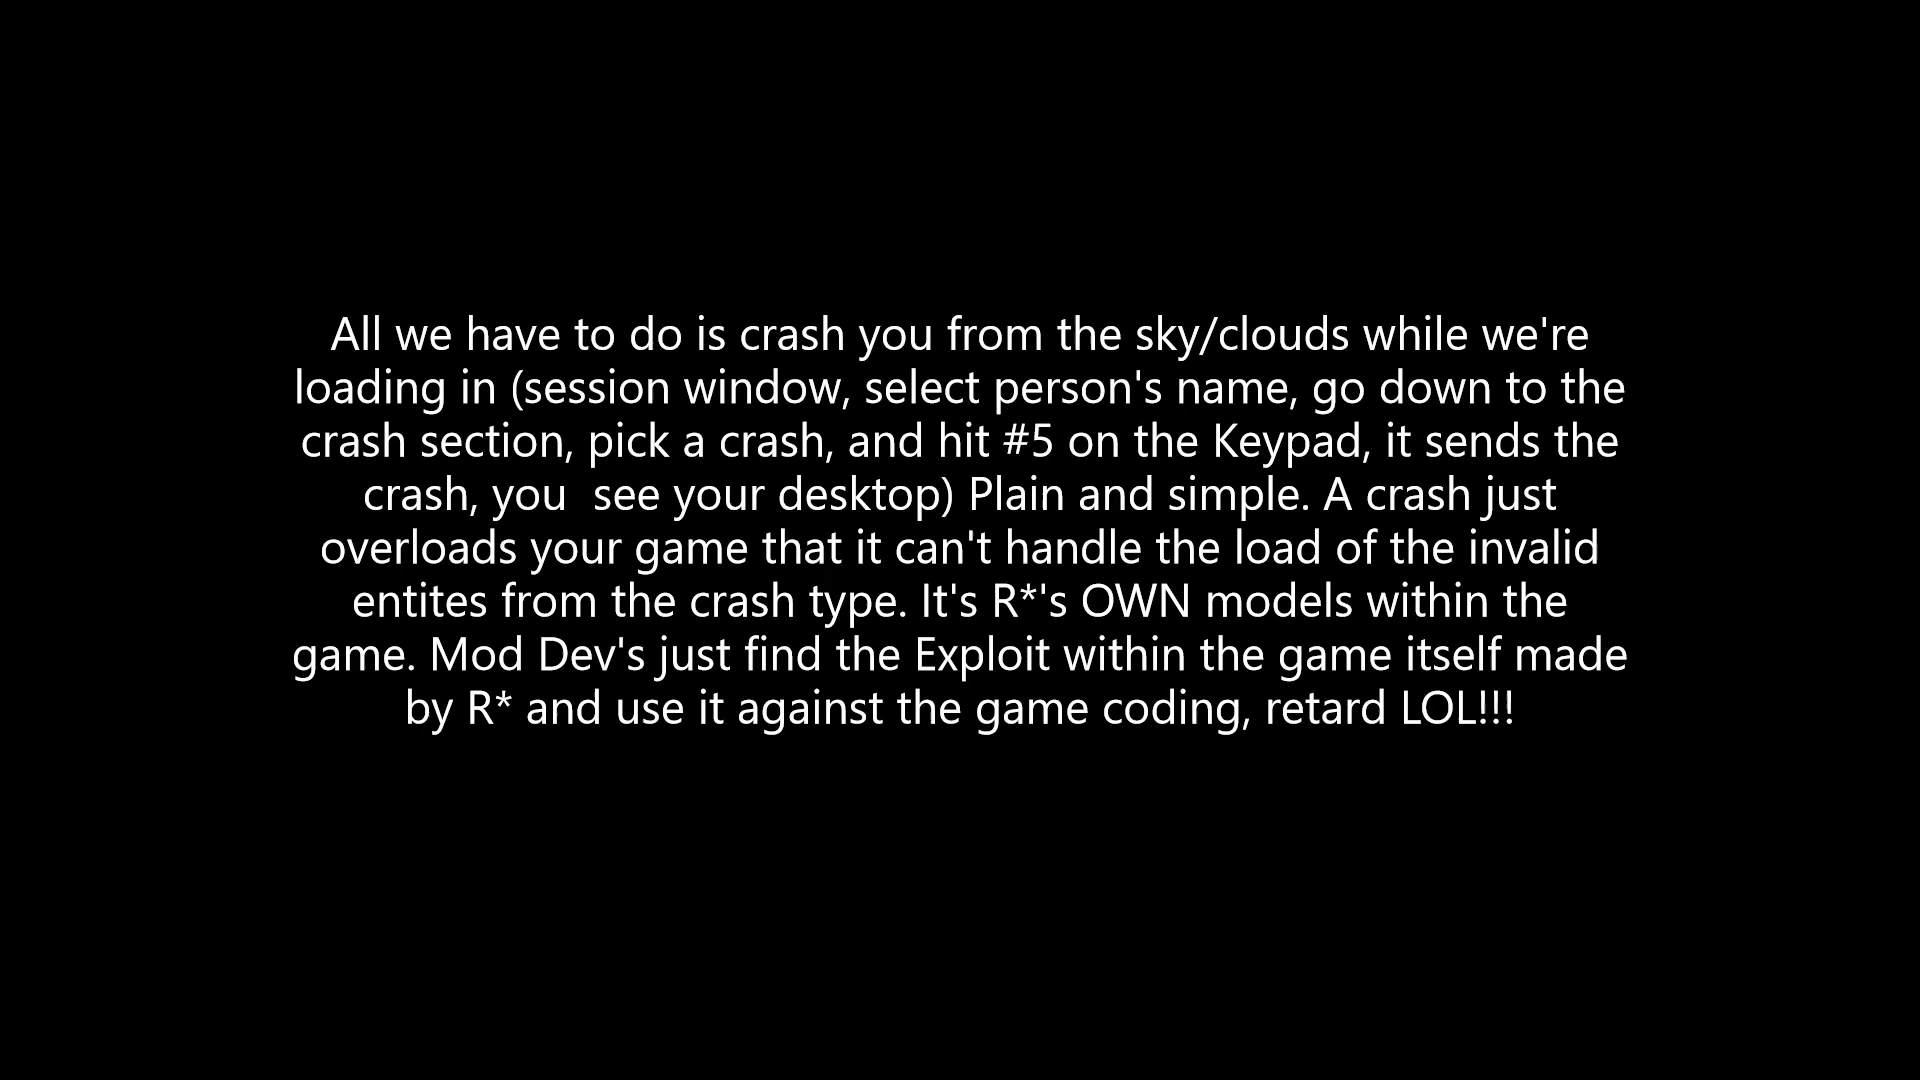 All we have to do is crash you from the sky/clouds while we're
loading in (session window, select person's name, go down to the
crash section, pick a crash, and hit #5 on the Keypad, it sends the
crash, you  see your desktop) Plain and simple. A crash just
overloads your game that it can't handle the load of the invalid
entites from the crash type. It's R*'s OWN models within the
game. Mod Dev's just find the Exploit within the game itself made
by R* and use it against the game coding, retard LOL!!!